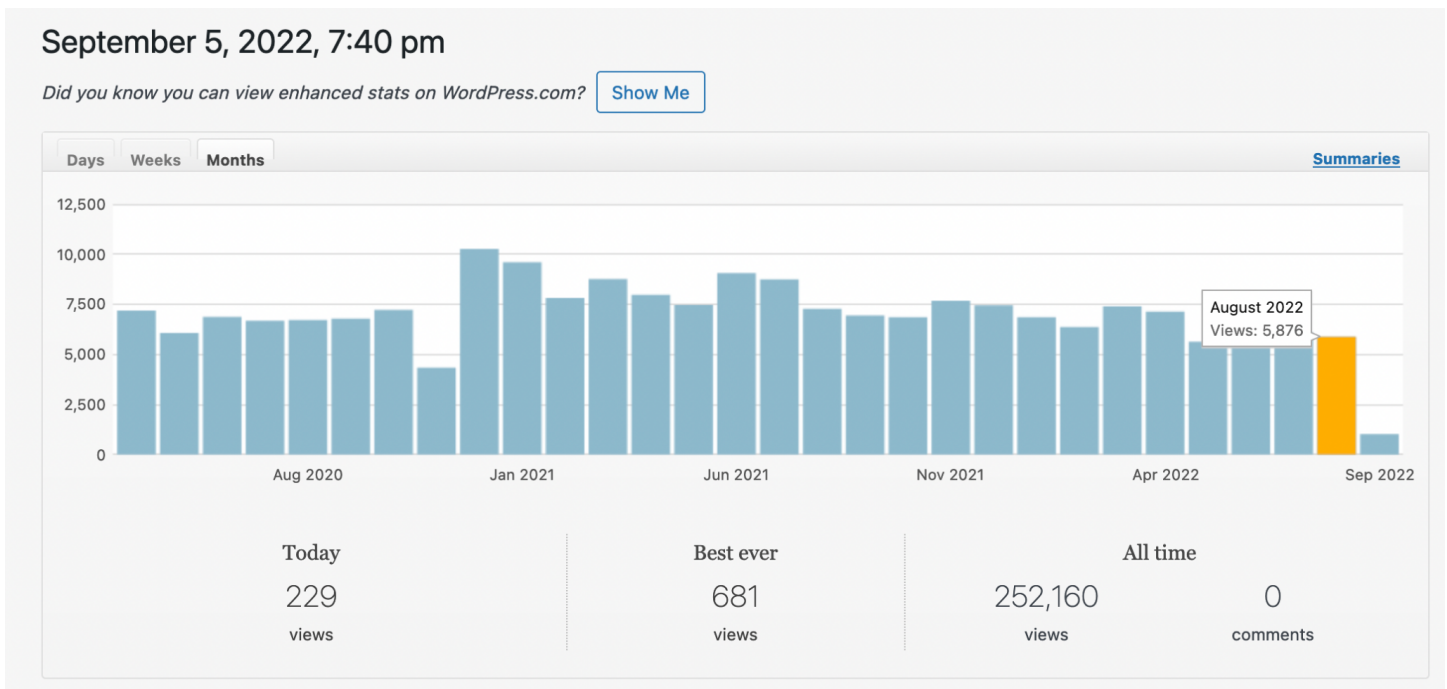 September 5, 2022, 7:40 pm
Did you know you can view enhanced stats on WordPress.com? Show Me
Days Weeks Months Summaries
12,500
10,000
7,500
5,000
2,500
0
August 2022
Views: 5,876
Aug 2020 Jan 2021 Jun 2021 Nov 2021 Apr 2022 Sep 2022
Today Best ever All time
229 681 252,160 0
views views views comments